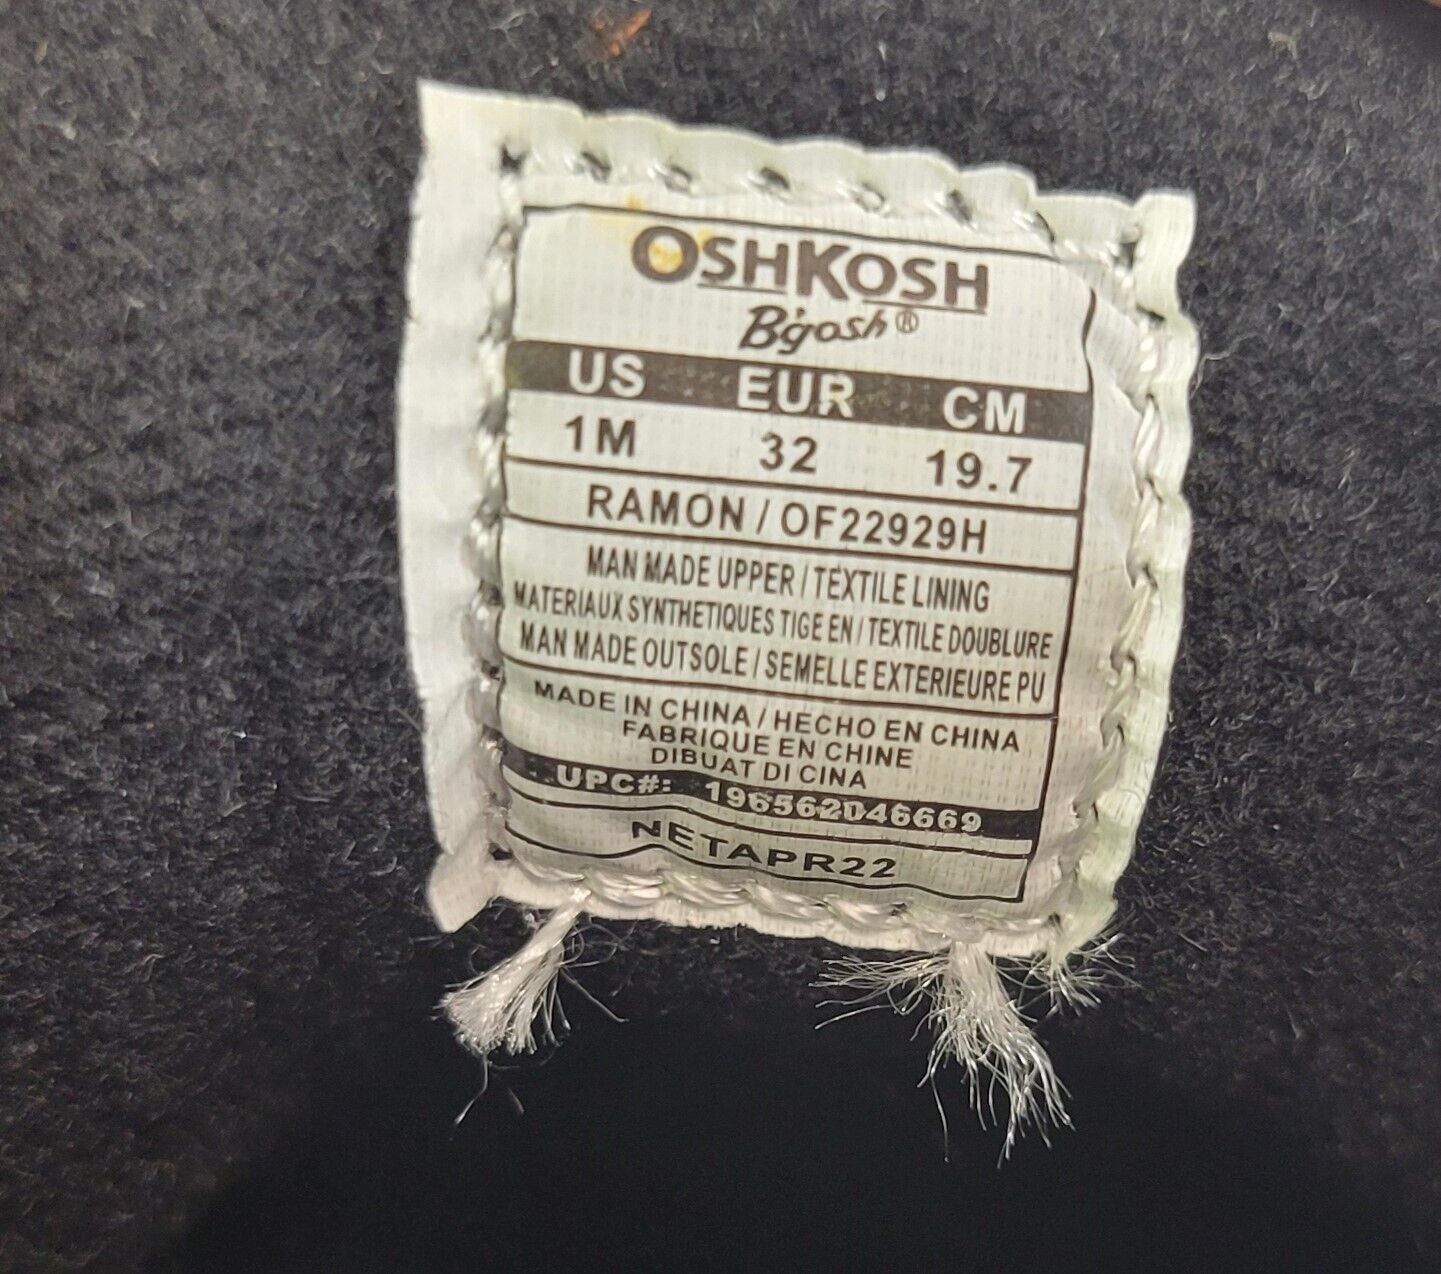 OSHKOSH
B'gosh®
US EUR CM
1M 32 19.7
RAMON / OF22929H
MAN MADE UPPER / TEXTILE LINING
MATERIAUX SYNTHETIQUES TIGE EN / TEXTILE DOUBLURE
MAN MADE OUTSOLE / SEMELLE EXTERIEURE PU
MADE IN CHINA / HECHO EN CHINA
FABRIQUE EN CHINE
DIBUAT DI CINA
UPC#: 196562046669
NETAPR22